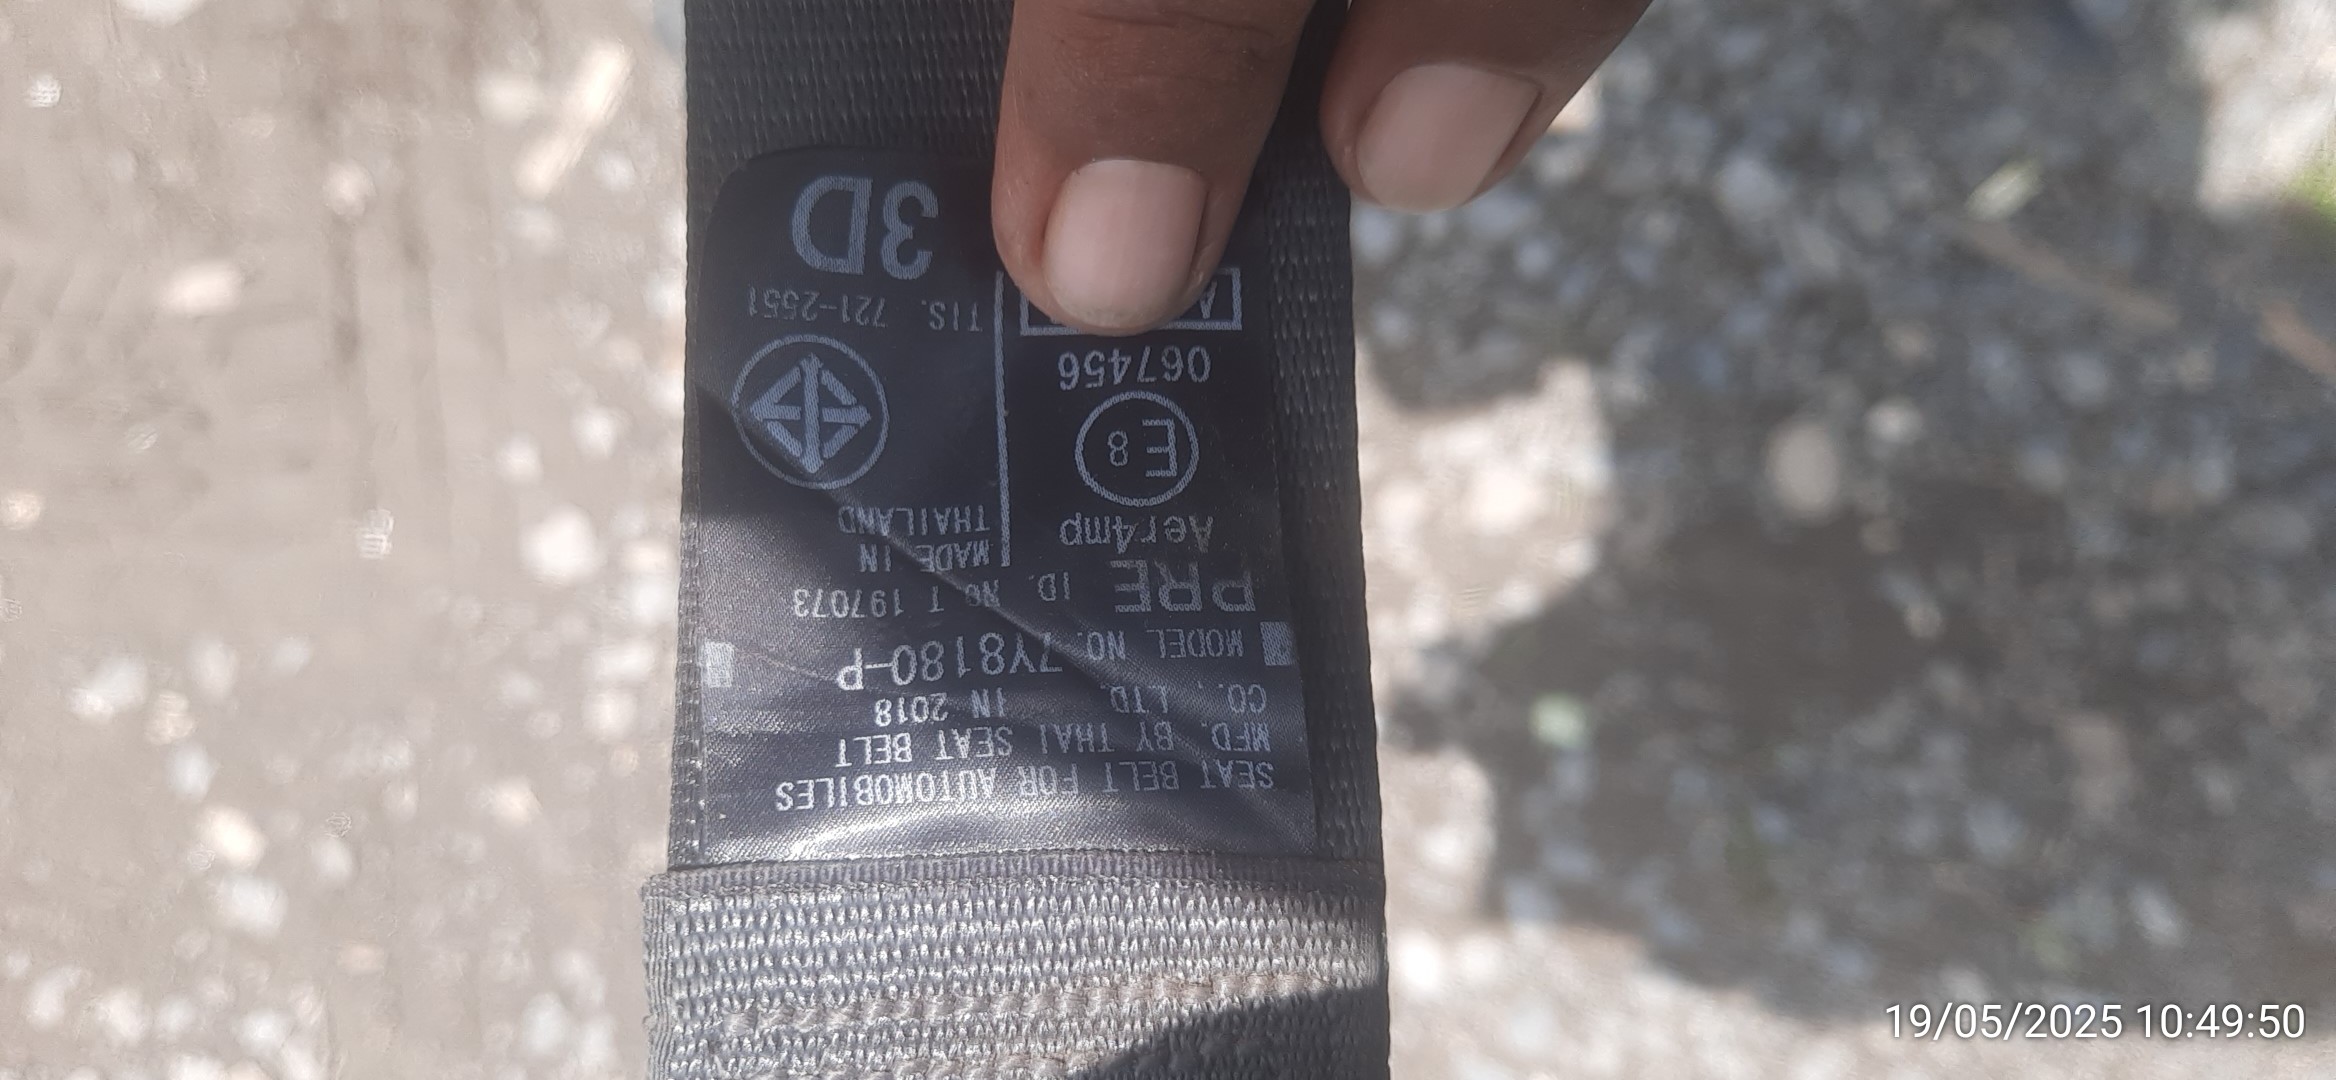 SEAT BELT FOR AUTOMOBILES
MFD. BY THAI SEAT BELT
CO., LTD. IN 2018
MODEL NO. 7Y8180-P
PRE ID. NO T 197073
Aer4mp
E8
067456
MADE IN
THAILAND
TIS. 721-2551
3D
19/05/2025 10:49:50